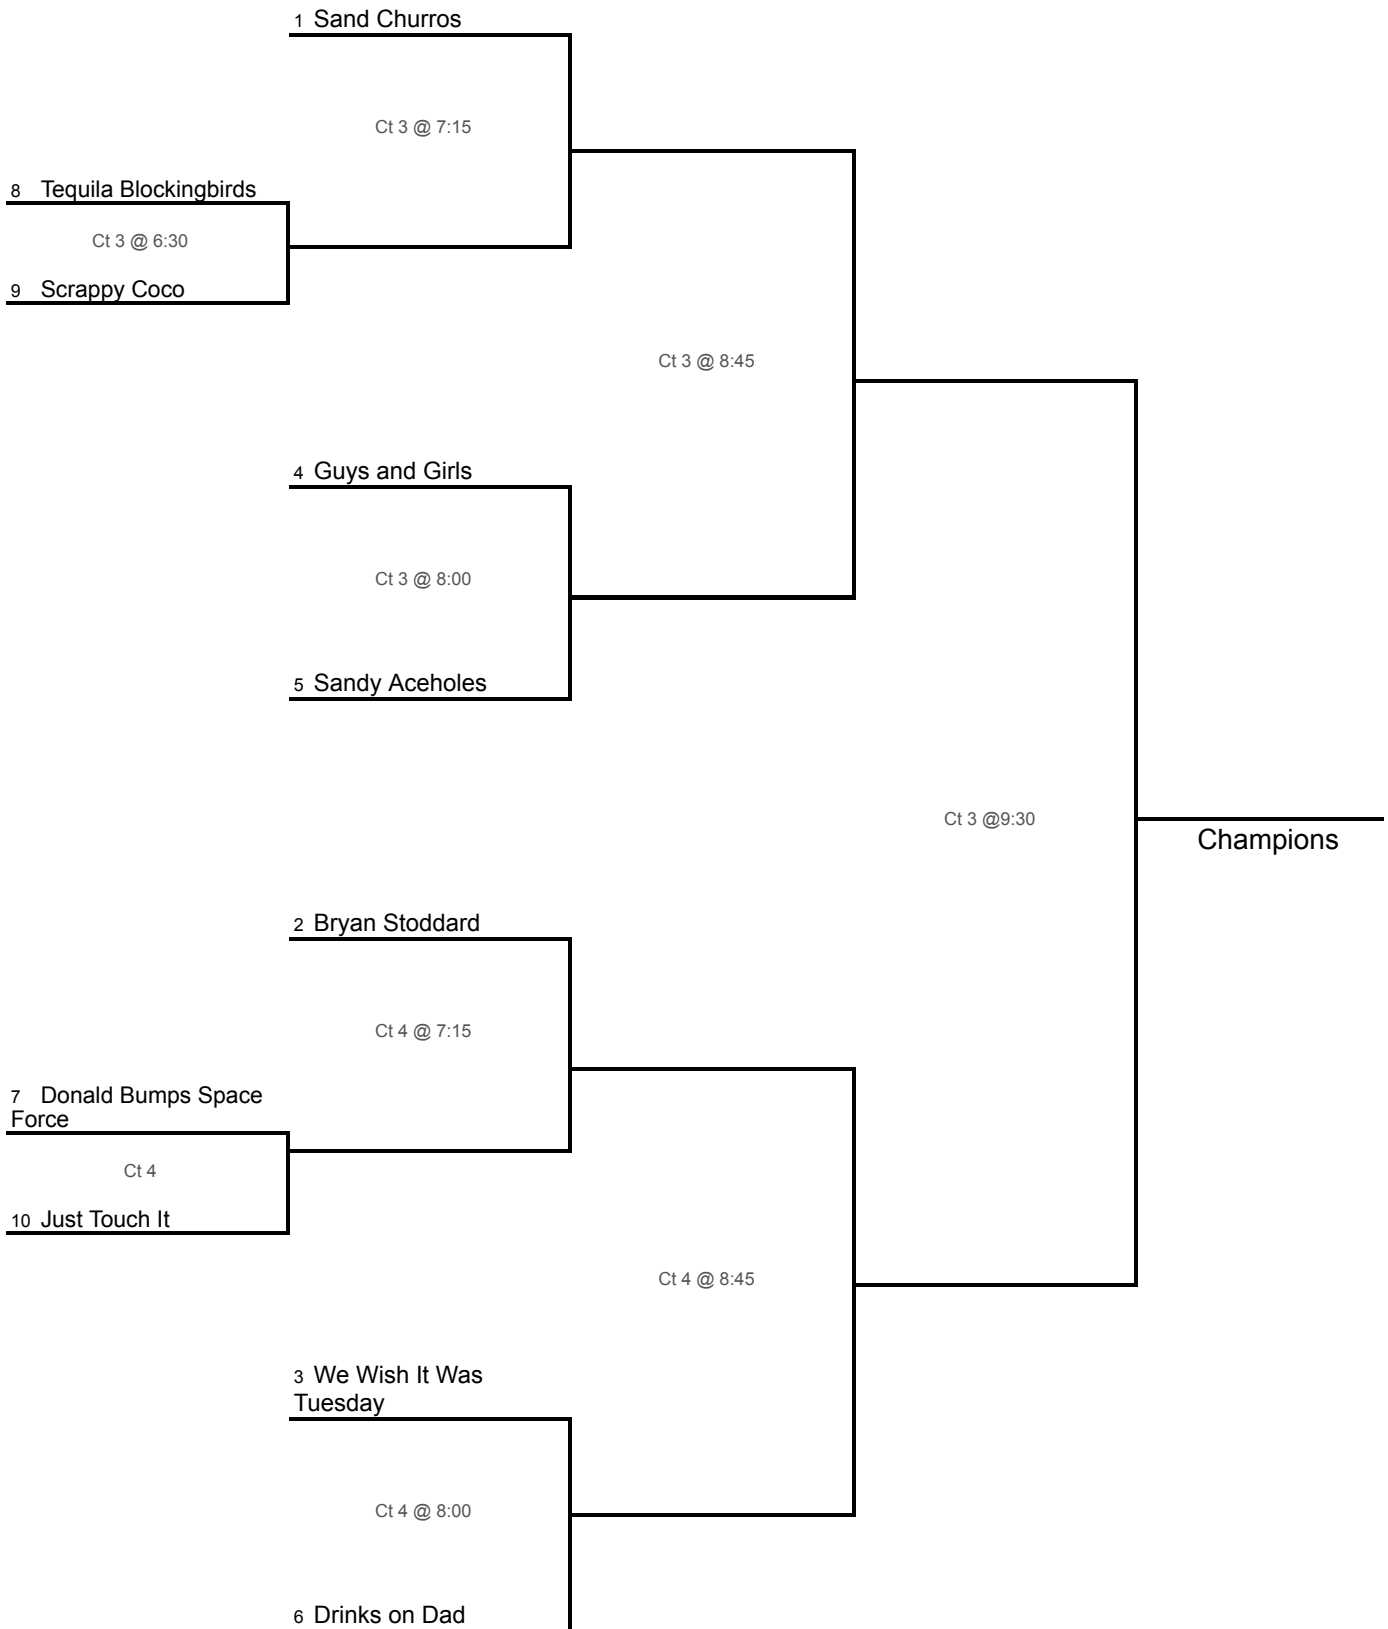 1 Sand Churros
Ct 3 @ 7:15
8 Tequila Blockingbirds
Ct 3 @ 6:30
9 Scrappy Coco
Ct 3 @ 8:45
4 Guys and Girls
Ct 3 @ 8:00
5 Sandy Aceholes
Ct 3 @9:30
Champions
2 Bryan Stoddard
Ct 4 @ 7:15
7 Donald Bumps Space
Force
Ct 4
10 Just Touch It
Ct 4 @ 8:45
3 We Wish It Was
Tuesday
Ct 4 @ 8:00
6 Drinks on Dad